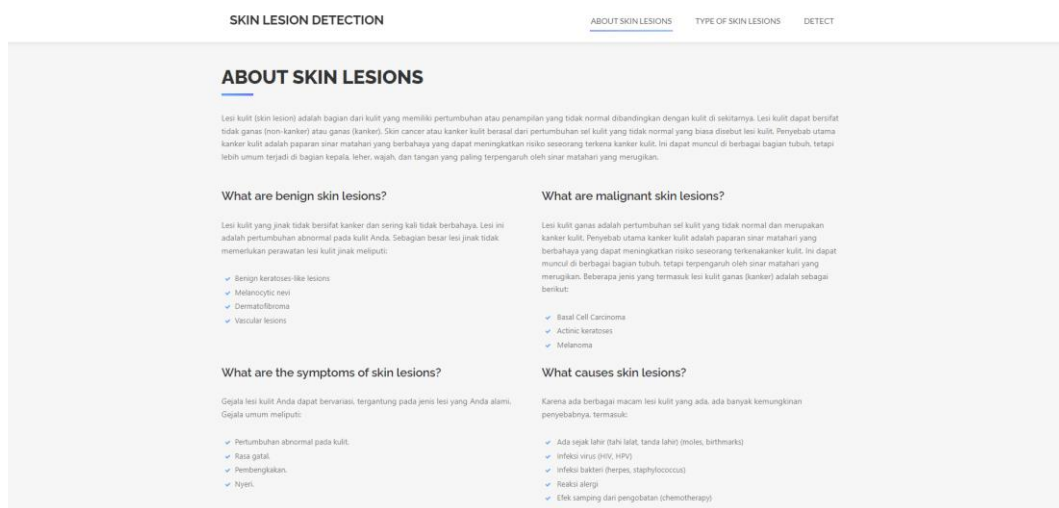 SKIN LESION DETECTION
ABOUT SKIN LESIONS
TYPE OF SKIN LESIONS
DETECT
ABOUT SKIN LESIONS
Lesi kulit (skin lesion) adalah bagian dari kulit yang memiliki pertumbuhan atau penampilan yang tidak normal dibandingkan dengan kulit di sekitarnya. Lesi kulit dapat bersifat
tidak ganas (non-kanker) atau ganas (kanker). Skin cancer atau kanker kulit berasal dari pertumbuhan sel kulit yang tidak normal yang biasa disebut lesi kulit. Penyebab utama
kanker kulit adalah paparan sinar matahari yang berbahaya yang dapat meningkatkan risiko seseorang terkena kanker kulit. Ini dapat muncul di berbagai bagian tubuh, tetapi
lebih umum terjadi di bagian kepala, leher, wajah, dan tangan yang paling terpengaruh oleh sinar matahari yang merugikan.
What are benign skin lesions?
Lesi kulit yang jinak tidak bersifat kanker dan sering kali tidak berbahaya. Lesi ini
adalah pertumbuhan abnormal pada kulit Anda. Sebagian besar lesi jinak tidak
memerlukan perawatan lesi kulit jinak meliputi:
Benign keratoses-like lesions
Melanocytic nevi
Dermatofibroma
Vascular lesions
What are malignant skin lesions?
Lesi kulit ganas adalah pertumbuhan sel kulit yang tidak normal dan merupakan
kanker kulit. Penyebab utama kanker kulit adalah paparan sinar matahari yang
berbahaya yang dapat meningkatkan risiko seseorang terkenakanker kulit. Ini dapat
muncul di berbagai bagian tubuh, tetapi terpengaruh oleh sinar matahari yang
merugikan. Beberapa jenis yang termasuk lesi kulit ganas (kanker) adalah sebagai
berikut:
Basal Cell Carcinoma
Actinic keratoses
Melanoma
What are the symptoms of skin lesions?
Gejala lesi kulit Anda dapat bervariasi, tergantung pada jenis lesi yang Anda alami.
Gejala umum meliputi:
Pertumbuhan abnormal pada kulit.
Rasa gatal.
Pembengkakan.
Nyeri.
What causes skin lesions?
Karena ada berbagai macam lesi kulit yang ada, ada banyak kemungkinan
penyebabnya, termasuk:
Ada sejak lahir (tahi lalat, tanda lahir) (moles, birthmarks)
Infeksi virus (HIV, HPV)
Infeksi bakteri (herpes, staphylococcus)
Reaksi alergi
Efek samping dari pengobatan (chemotherapy)